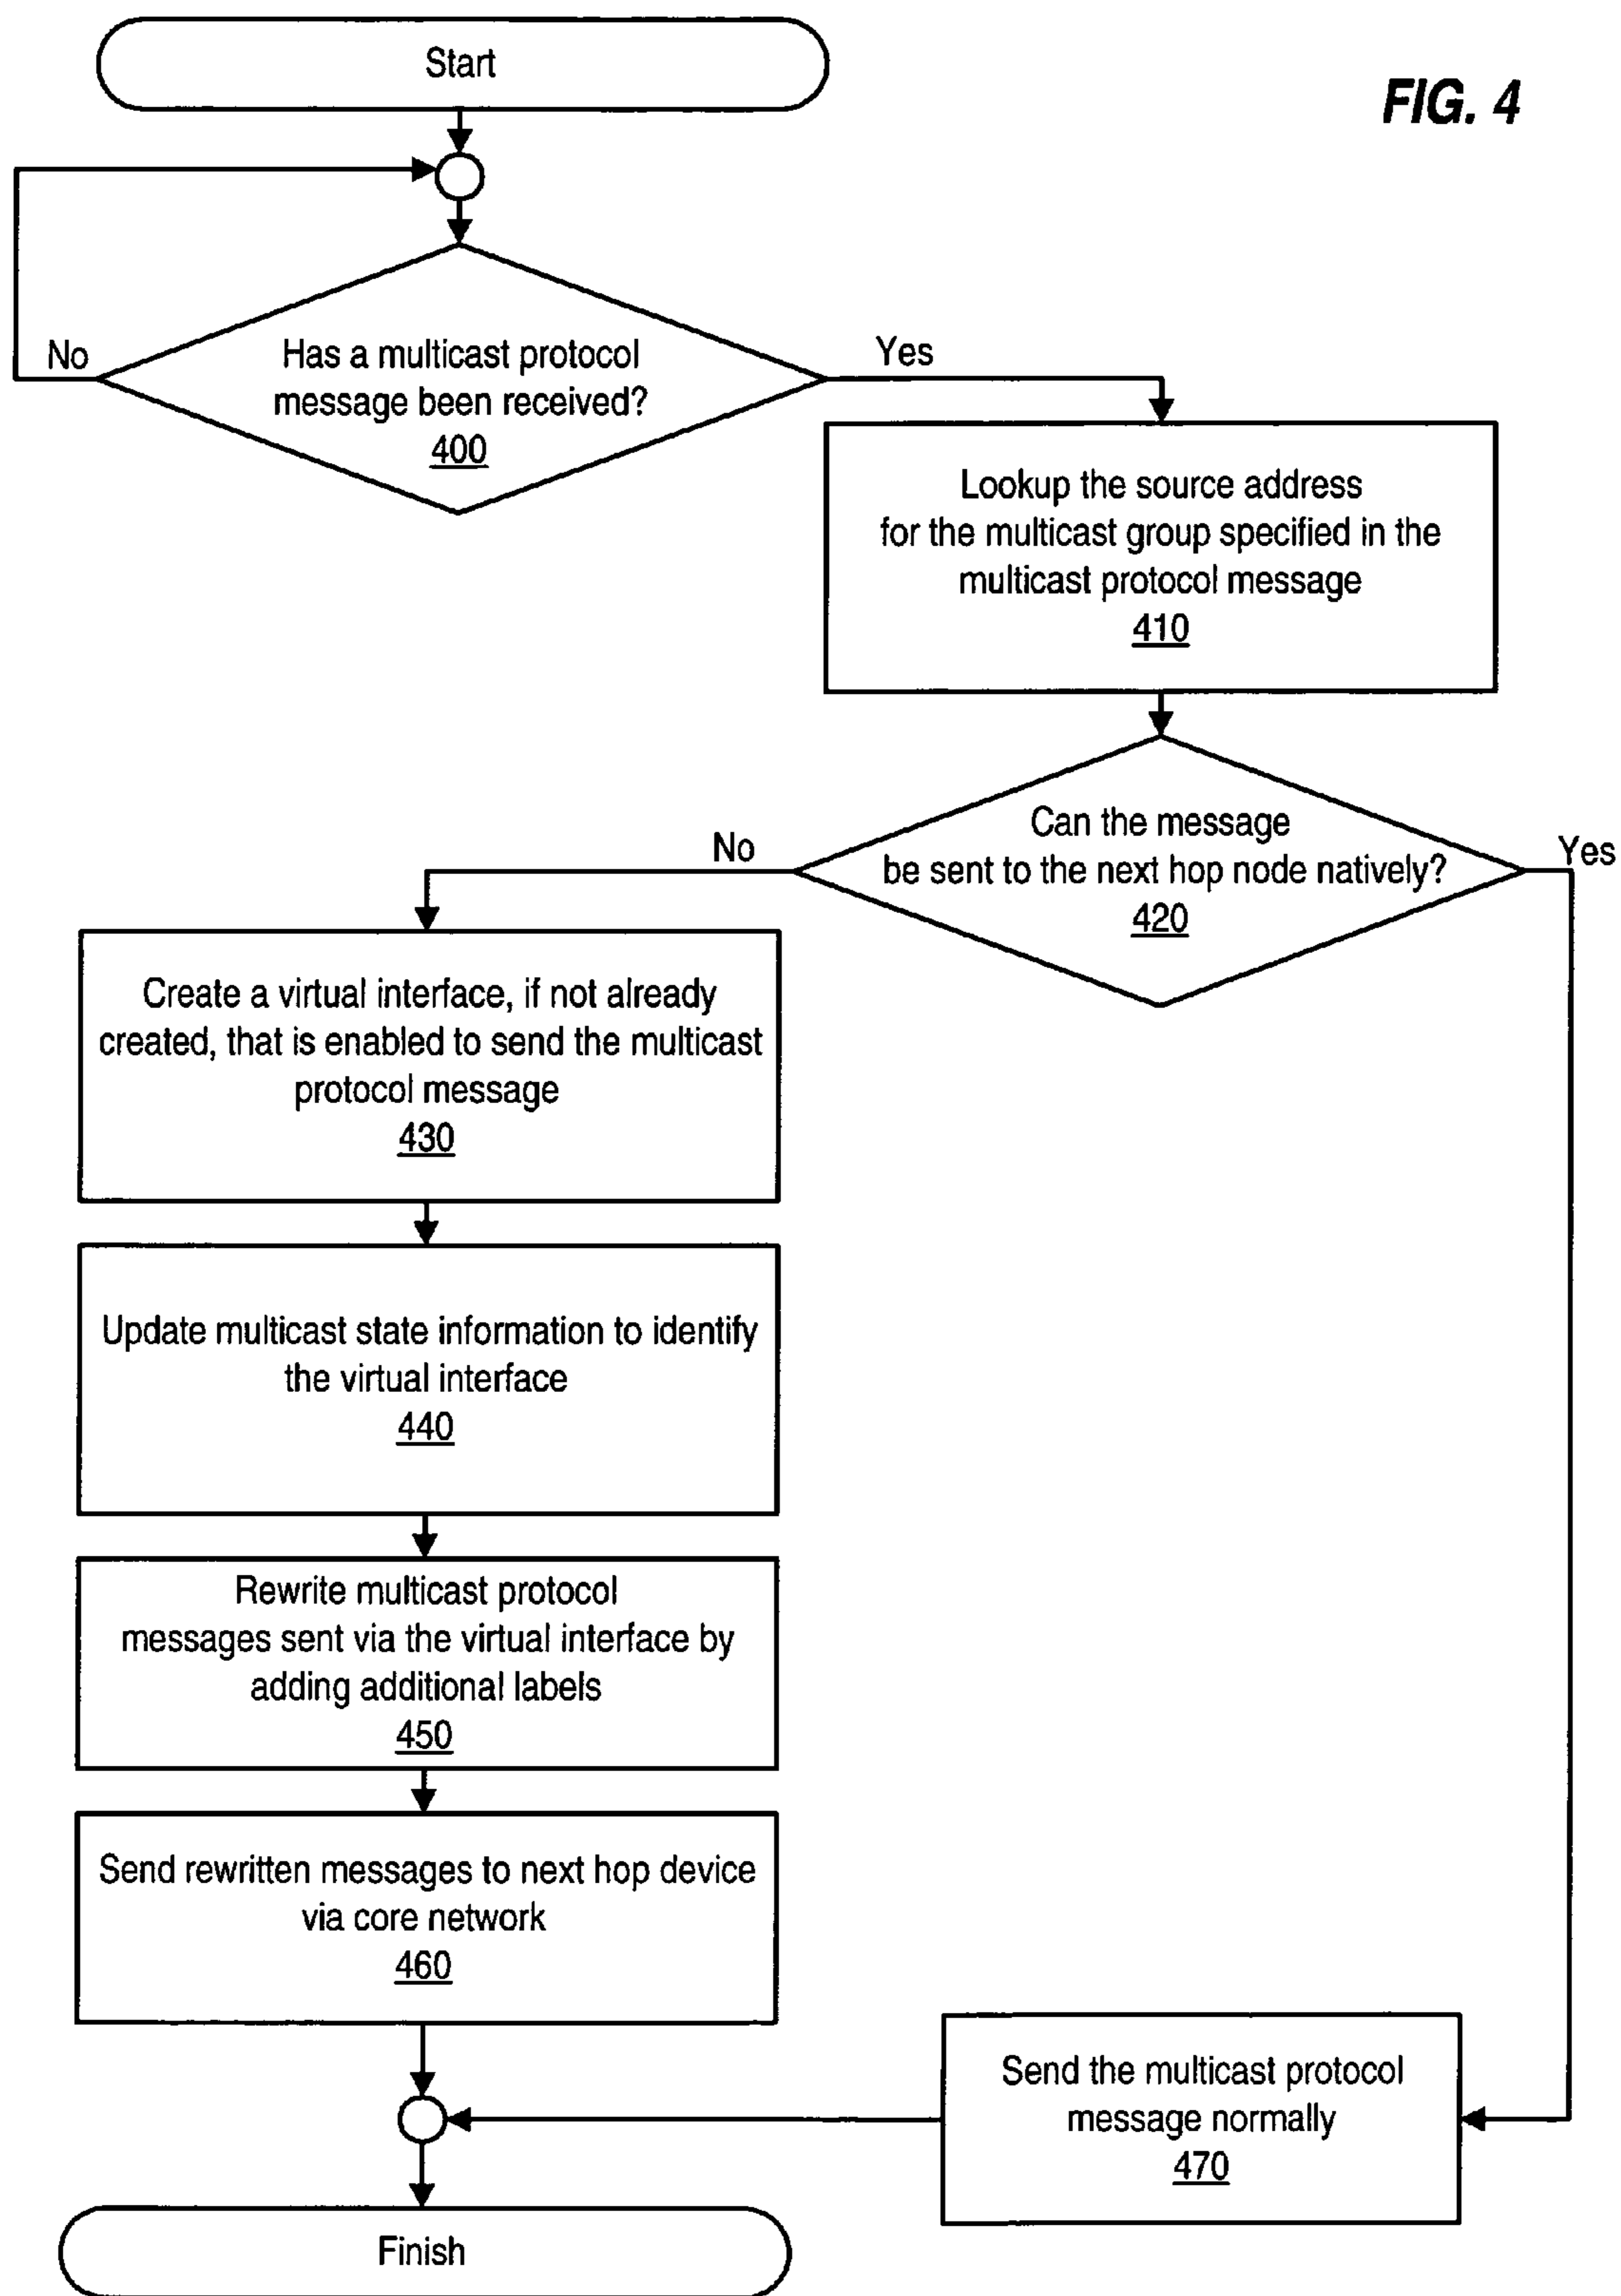 Start
FIG. 4
No
Has a multicast protocol
message been received?
400
Yes
Lookup the source address
for the multicast group specified in the
multicast protocol message
410
No
Can the message
be sent to the next hop node natively?
420
Yes
Create a virtual interface, if not already
created, that is enabled to send the multicast
protocol message
430
Update multicast state information to identify
the virtual interface
440
Rewrite multicast protocol
messages sent via the virtual interface by
adding additional labels
450
Send rewritten messages to next hop device
via core network
460
Send the multicast protocol
message normally
470
Finish